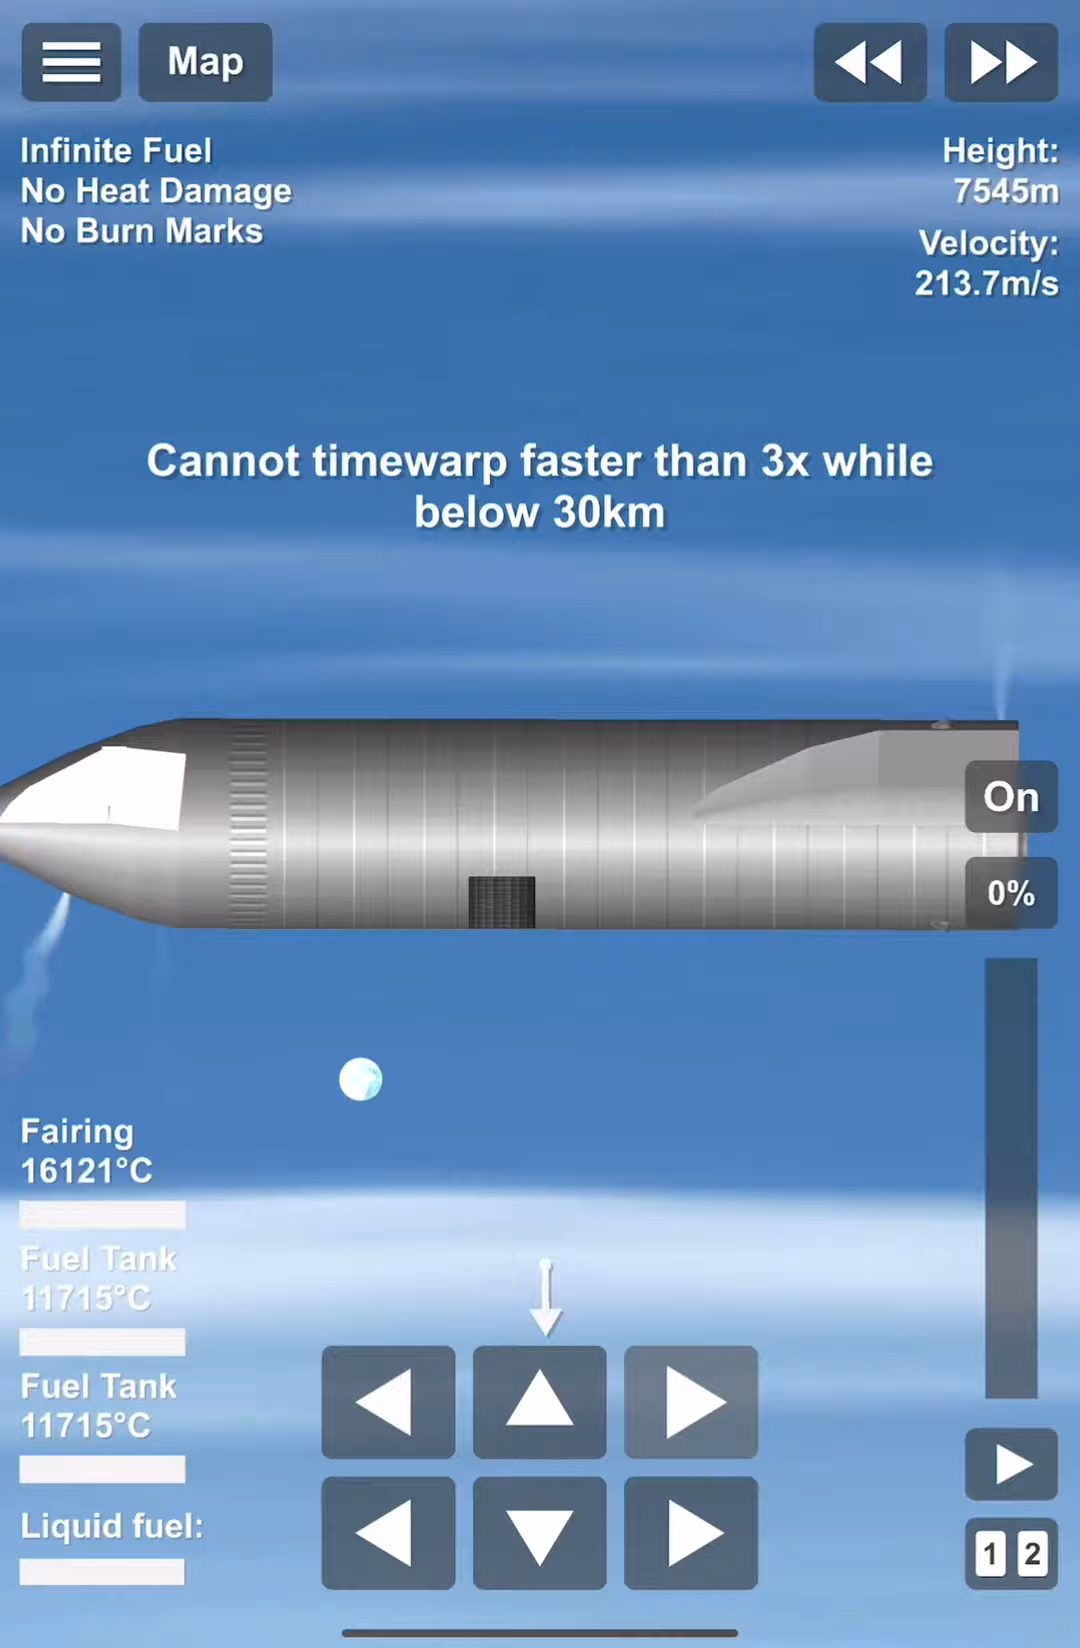 Map
Infinite Fuel
No Heat Damage
No Burn Marks
Height:
7545m
Velocity:
213.7m/s
Cannot timewarp faster than 3x while
below 30km
On
0%
Fairing
16121°C
Fuel Tank
11715°C
Fuel Tank
11715°C
Liquid fuel:
1 2